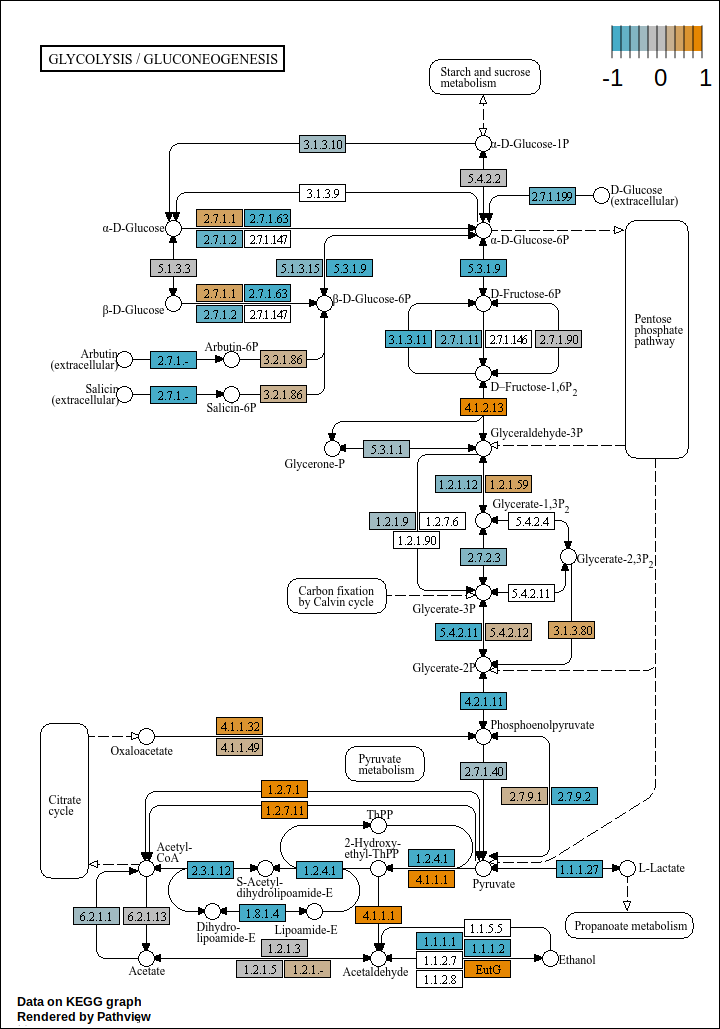 GLYCOLYSIS / GLUCONEOGENESIS
-1 0 1
Starch and sucrose
metabolism
3.1.3.10
α-D-Glucose-1P
5.4.2.2
3.1.3.9
2.7.1.199
D-Glucose
(extracellular)
α-D-Glucose
2.7.1.1
2.7.1.63
2.7.1.2
2.7.1.147
α-D-Glucose-6P
5.1.3.3
5.1.3.15
5.3.1.9
5.3.1.9
β-D-Glucose
2.7.1.1
2.7.1.63
2.7.1.2
2.7.1.147
β-D-Glucose-6P
D-Fructose-6P
Pentose
phosphate
pathway
3.1.3.11
2.7.1.11
2.7.1.146
2.7.1.90
Arbutin
(extracellular)
2.7.1.-
Arbutin-6P
3.2.1.86
Salicin
(extracellular)
2.7.1.-
Salicin-6P
3.2.1.86
D-Fructose-1,6P2
4.1.2.13
Glyceraldehyde-3P
Glycerone-P
5.3.1.1
1.2.1.12
1.2.1.59
Glycerate-1,3P2
1.2.1.9
1.2.7.6
1.2.1.90
5.4.2.4
2.7.2.3
Glycerate-2,3P2
Carbon fixation
by Calvin cycle
5.4.2.11
Glycerate-3P
5.4.2.11
5.4.2.12
3.1.3.80
Glycerate-2P
4.2.1.11
Phosphoenolpyruvate
4.1.1.32
4.1.1.49
Oxaloacetate
Pyruvate
metabolism
2.7.1.40
2.7.9.1
2.7.9.2
Citrate
cycle
1.2.7.1
1.2.7.11
ThPP
Acetyl-
CoA
2-Hydroxy-
ethyl-ThPP
2.3.1.12
1.2.4.1
1.2.4.1
4.1.1.1
S-Acetyl-
dihydrolipoamide-E
Pyruvate
1.1.1.27
L-Lactate
6.2.1.1
6.2.1.13
1.8.1.4
4.1.1.1
Dihydro-
lipoamide-E
Lipoamide-E
Propanoate metabolism
1.2.1.3
1.2.1.5
1.2.1.-
Acetate
Acetaldehyde
1.1.5.5
1.1.1.1
1.1.1.2
1.1.2.7
EutG
1.1.2.8
Ethanol
Data on KEGG graph
Rendered by Pathview